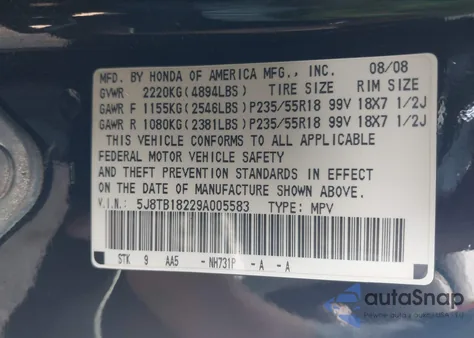 MFD. BY HONDA OF AMERICA MFG., INC. 08/08
GVWR 2220KG(4894LBS) TIRE SIZE RIM SIZE
GAWR F 1155KG(2546LBS)P235/55R18 99V 18X7 1/2J
GAWR R 1080KG(2381LBS)P235/55R18 99V 18X7 1/2J
THIS VEHICLE CONFORMS TO ALL APPLICABLE
FEDERAL MOTOR VEHICLE SAFETY
AND THEFT PREVENTION STANDARDS IN EFFECT
ON THE DATE OF MANUFACTURE SHOWN ABOVE.
V.I.N.: 5J8TB18229A005583 TYPE: MPV
STK 9 AA5 -NH731P -A -A
autoSnap